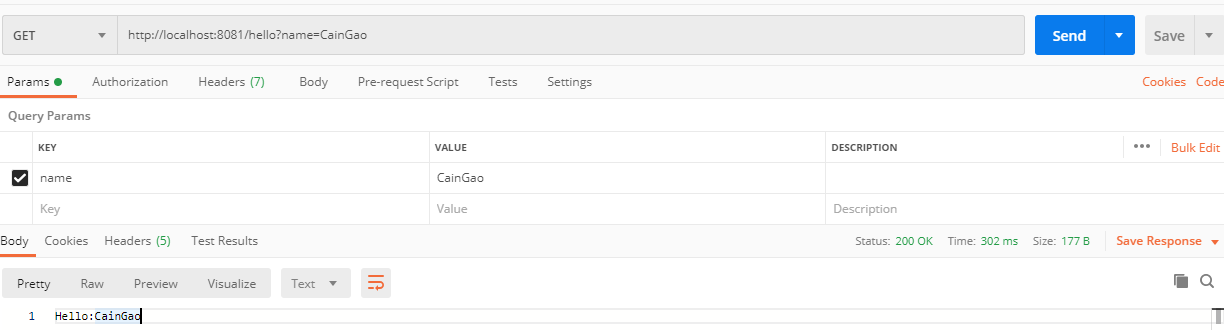 GET http://localhost:8081/hello?name=CainGao Send Save
Params Authorization Headers (7) Body Pre-request Script Tests Settings Cookies Code
Query Params
KEY VALUE DESCRIPTION ••• Bulk Edit
name CainGao
Key Value Description
Body Cookies Headers (5) Test Results Status: 200 OK Time: 302 ms Size: 177 B Save Response
Pretty Raw Preview Visualize Text
1 Hello:CainGao